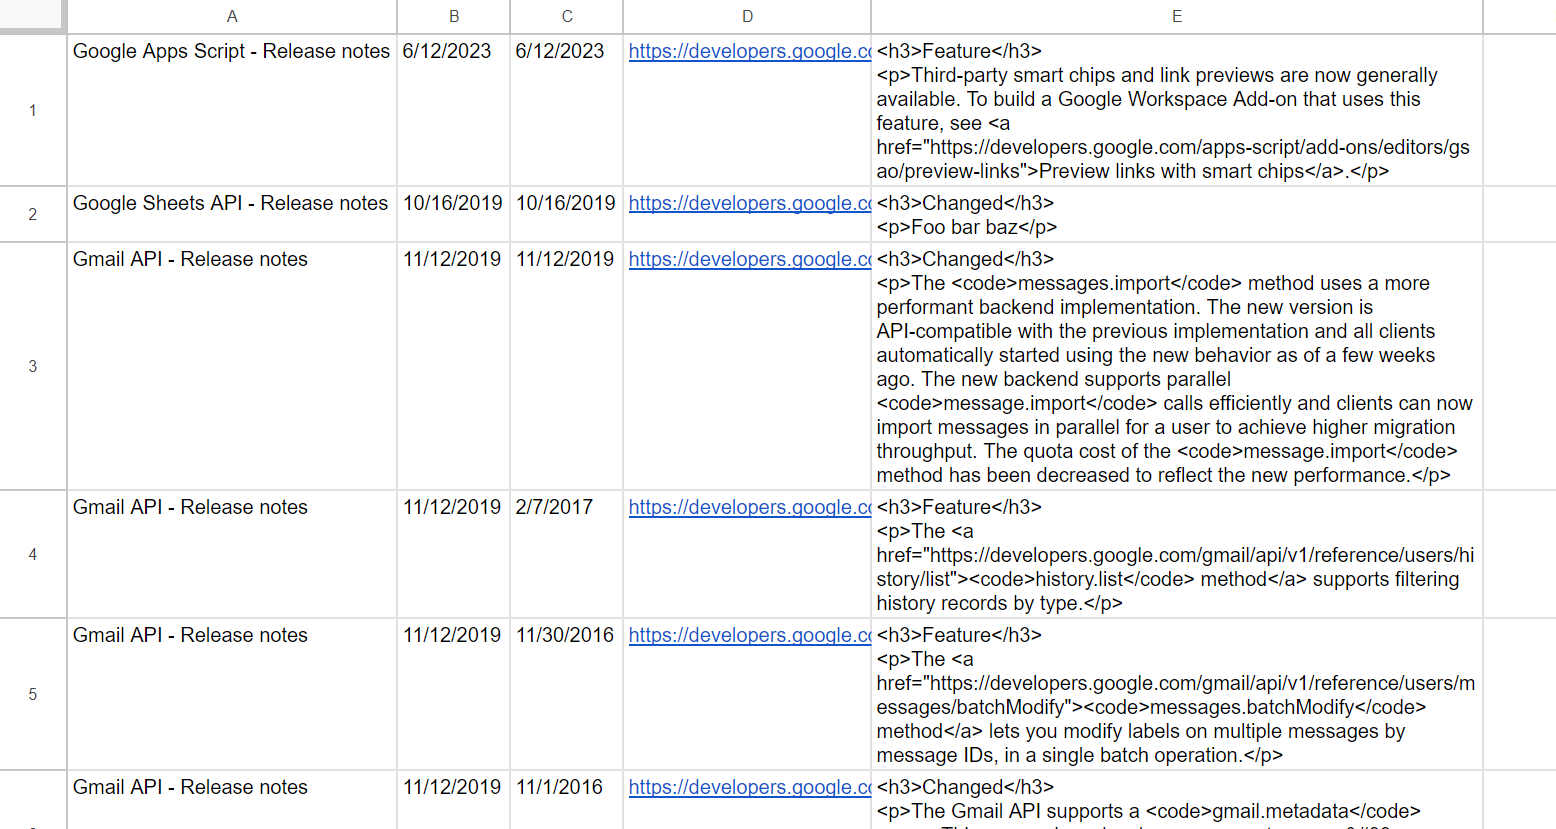 A B C D E
1
Google Apps Script - Release notes 6/12/2023 6/12/2023 https://developers.google.co
<h3>Feature</h3>
<p>Third-party smart chips and link previews are now generally
available. To build a Google Workspace Add-on that uses this
feature, see <a
href="https://developers.google.com/apps-script/add-ons/editors/gs
ao/preview-links">Preview links with smart chips</a>.</p>
2
Google Sheets API - Release notes 10/16/2019 10/16/2019 https://developers.google.co
<h3>Changed</h3>
<p>Foo bar baz</p>
3
Gmail API - Release notes 11/12/2019 11/12/2019 https://developers.google.co
<h3>Changed</h3>
<p>The <code>messages.import</code> method uses a more
performant backend implementation. The new version is
API-compatible with the previous implementation and all clients
automatically started using the new behavior as of a few weeks
ago. The new backend supports parallel
<code>message.import</code> calls efficiently and clients can now
import messages in parallel for a user to achieve higher migration
throughput. The quota cost of the <code>message.import</code>
method has been decreased to reflect the new performance.</p>
4
Gmail API - Release notes 11/12/2019 2/7/2017 https://developers.google.co
<h3>Feature</h3>
<p>The <a
href="https://developers.google.com/gmail/api/v1/reference/users/hi
story/list"><code>history.list</code> method</a> supports filtering
history records by type.</p>
5
Gmail API - Release notes 11/12/2019 11/30/2016 https://developers.google.co
<h3>Feature</h3>
<p>The <a
href="https://developers.google.com/gmail/api/v1/reference/users/m
essages/batchModify"><code>messages.batchModify</code>
method</a> lets you modify labels on multiple messages by
message IDs, in a single batch operation.</p>
Gmail API - Release notes 11/12/2019 11/1/2016 https://developers.google.co
<h3>Changed</h3>
<p>The Gmail API supports a <code>gmail.metadata</code>